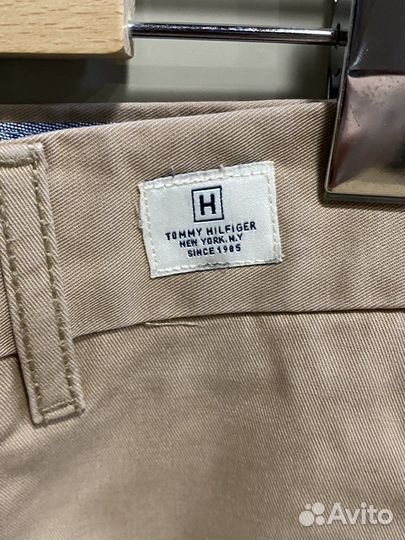 H
TOMMY HILFIGER
NEW YORK, N.Y
SINCE 1985
Avito